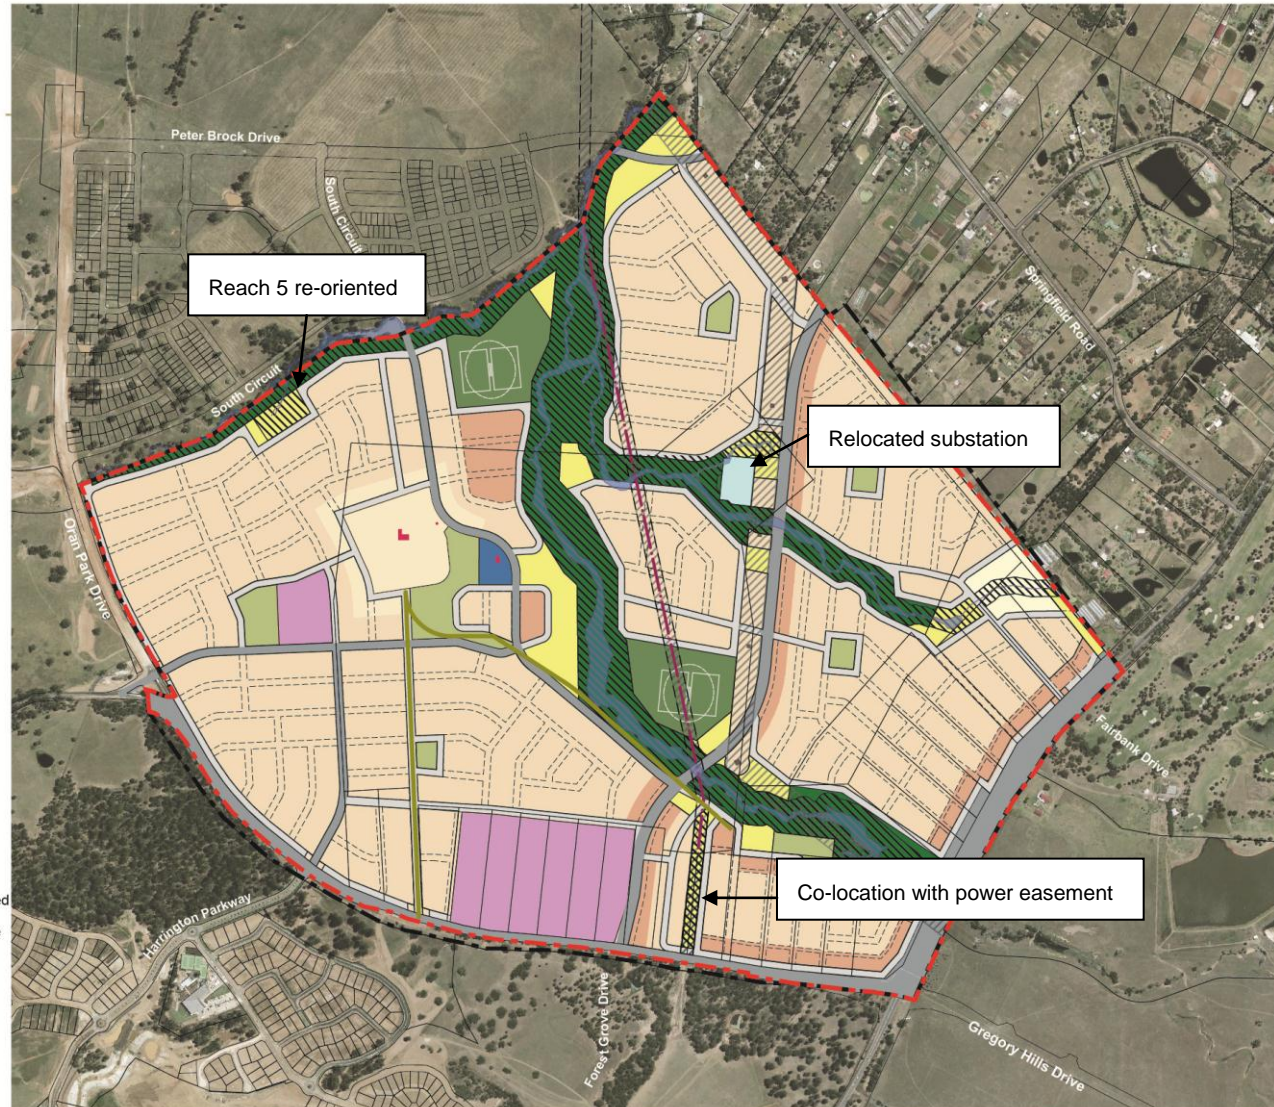 Peter Brock Drive
South Circuit
Reach 5 re-oriented
Springfield Road
South Circuit
Relocated substation
Oran Park Drive
Fairbank Drive
Co-location with power easement
Harrington Parkway
Forest Grove Drive
Gregory Hills Drive